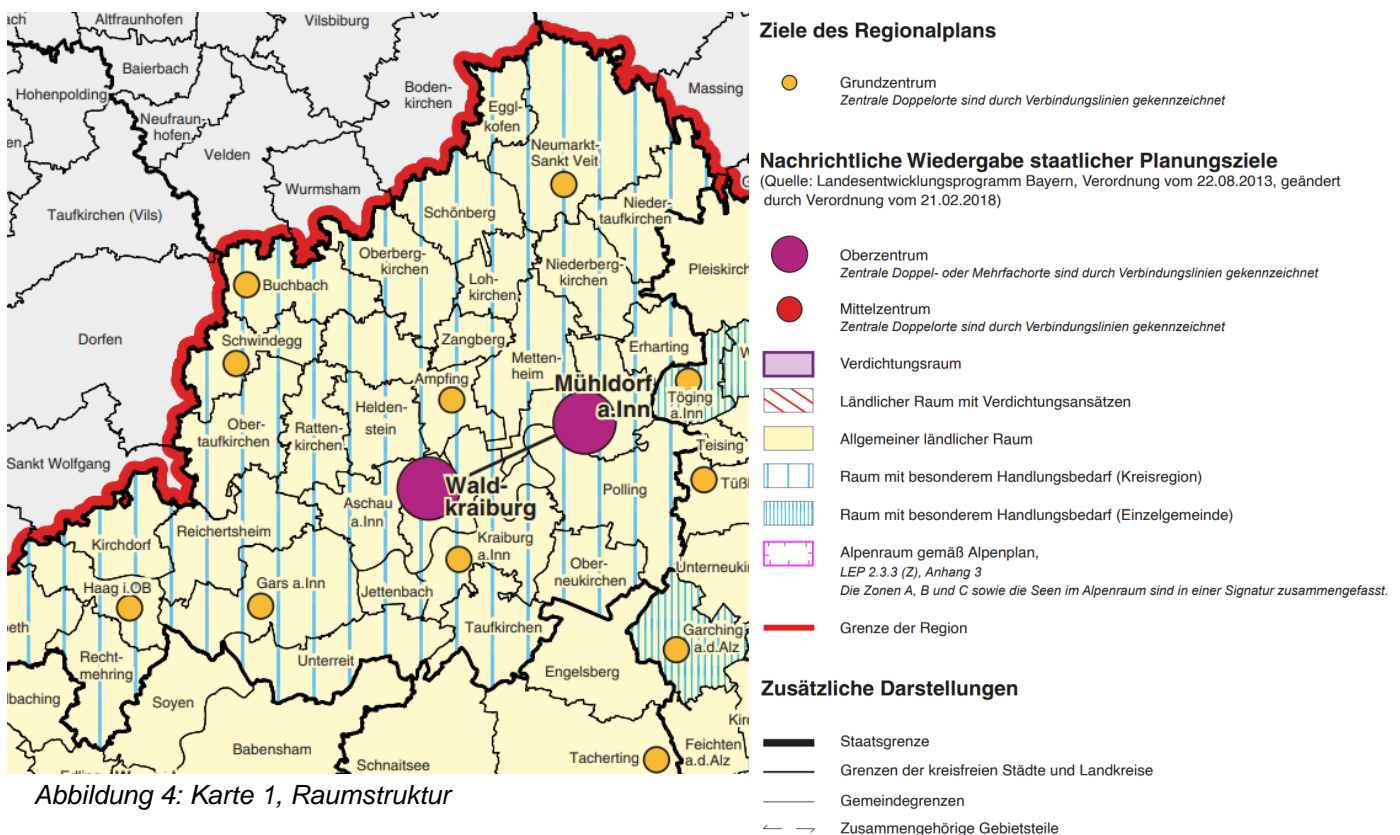 ach
Altfraunhofen
Vilsbiburg
Baierbach
Hohenpolding
Neufraun-
hofen
en
Velden
Wurmsham
Taufkirchen (Vils)
Boden-
kirchen
Massing
Eggl-
kofen
Neumarkt-
Sankt Veit
G
Schönberg
Nieder-
taufkirchen
Oberberg-
kirchen
Loh-
kirchen
Niederberg-
kirchen
Pleiskirch
Buchbach
Dorfen
Schwindegg
Zangberg
Metten-
heim
Erharting
W
Ampfing
Mühldorf
a.Inn
Töging
a.Inn
Ober-
taufkirchen
Ratten-
kirchen
Helden-
stein
Teising
Sankt Wolfgang
Tüßl
Wald-
kraiburg
Polling
Aschau
a.Inn
Reichertsheim
Kirchdorf
Kraiburg
a.Inn
Ober-
neukirchen
Unterneukir
Haag i.OB
Gars a.Inn
Jettenbach
beth
Taufkirchen
Garching
a.d.Alz
Recht-
mehring
Unterreit
Engelsberg
lbaching
Soyen
Kirc
Babensham
Schnaitsee
Tacherting
Feichten
a.d.Alz
Abbildung 4: Karte 1, Raumstruktur
Ziele des Regionalplans
Grundzentrum
Zentrale Doppelorte sind durch Verbindungslinien gekennzeichnet
Nachrichtliche Wiedergabe staatlicher Planungsziele
(Quelle: Landesentwicklungsprogramm Bayern, Verordnung vom 22.08.2013, geändert
durch Verordnung vom 21.02.2018)
Oberzentrum
Zentrale Doppel- oder Mehrfachorte sind durch Verbindungslinien gekennzeichnet
Mittelzentrum
Zentrale Doppelorte sind durch Verbindungslinien gekennzeichnet
Verdichtungsraum
Ländlicher Raum mit Verdichtungsansätzen
Allgemeiner ländlicher Raum
Raum mit besonderem Handlungsbedarf (Kreisregion)
Raum mit besonderem Handlungsbedarf (Einzelgemeinde)
Alpenraum gemäß Alpenplan,
LEP 2.3.3 (Z), Anhang 3
Die Zonen A, B und C sowie die Seen im Alpenraum sind in einer Signatur zusammengefasst.
Grenze der Region
Zusätzliche Darstellungen
Staatsgrenze
Grenzen der kreisfreien Städte und Landkreise
Gemeindegrenzen
Zusammengehörige Gebietsteile